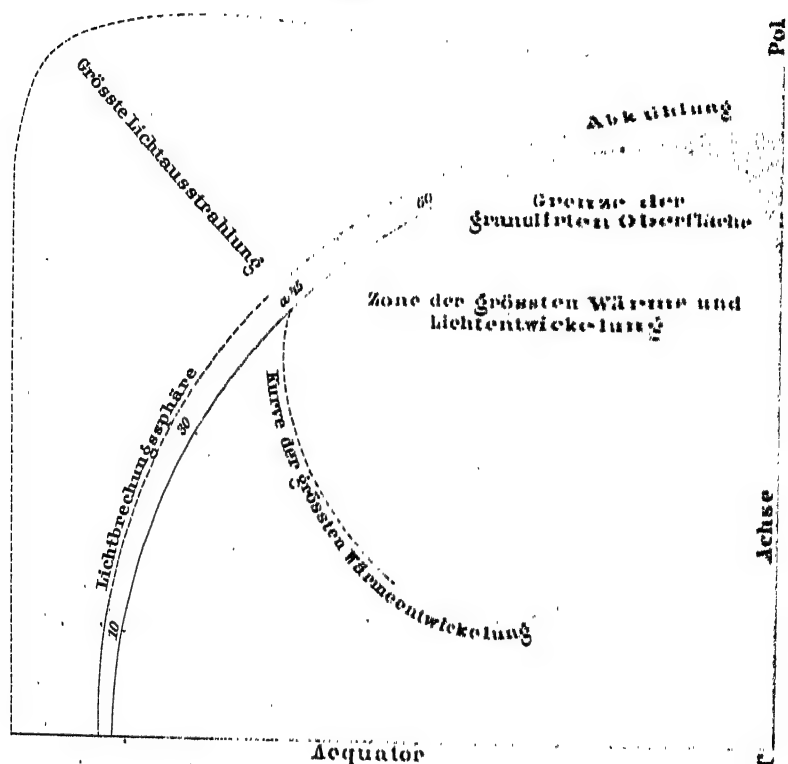 Pol
Grösste Lichtausstrahlung
Abkühlung
60
Grenze der
granulirten Oberfläche
a 45
Zone der grössten Wärme und
Lichtentwickelung
Lichtbrechungssphäre
30
Kurve der grössten Wärmeentwickelung
Achse
10
Aequator